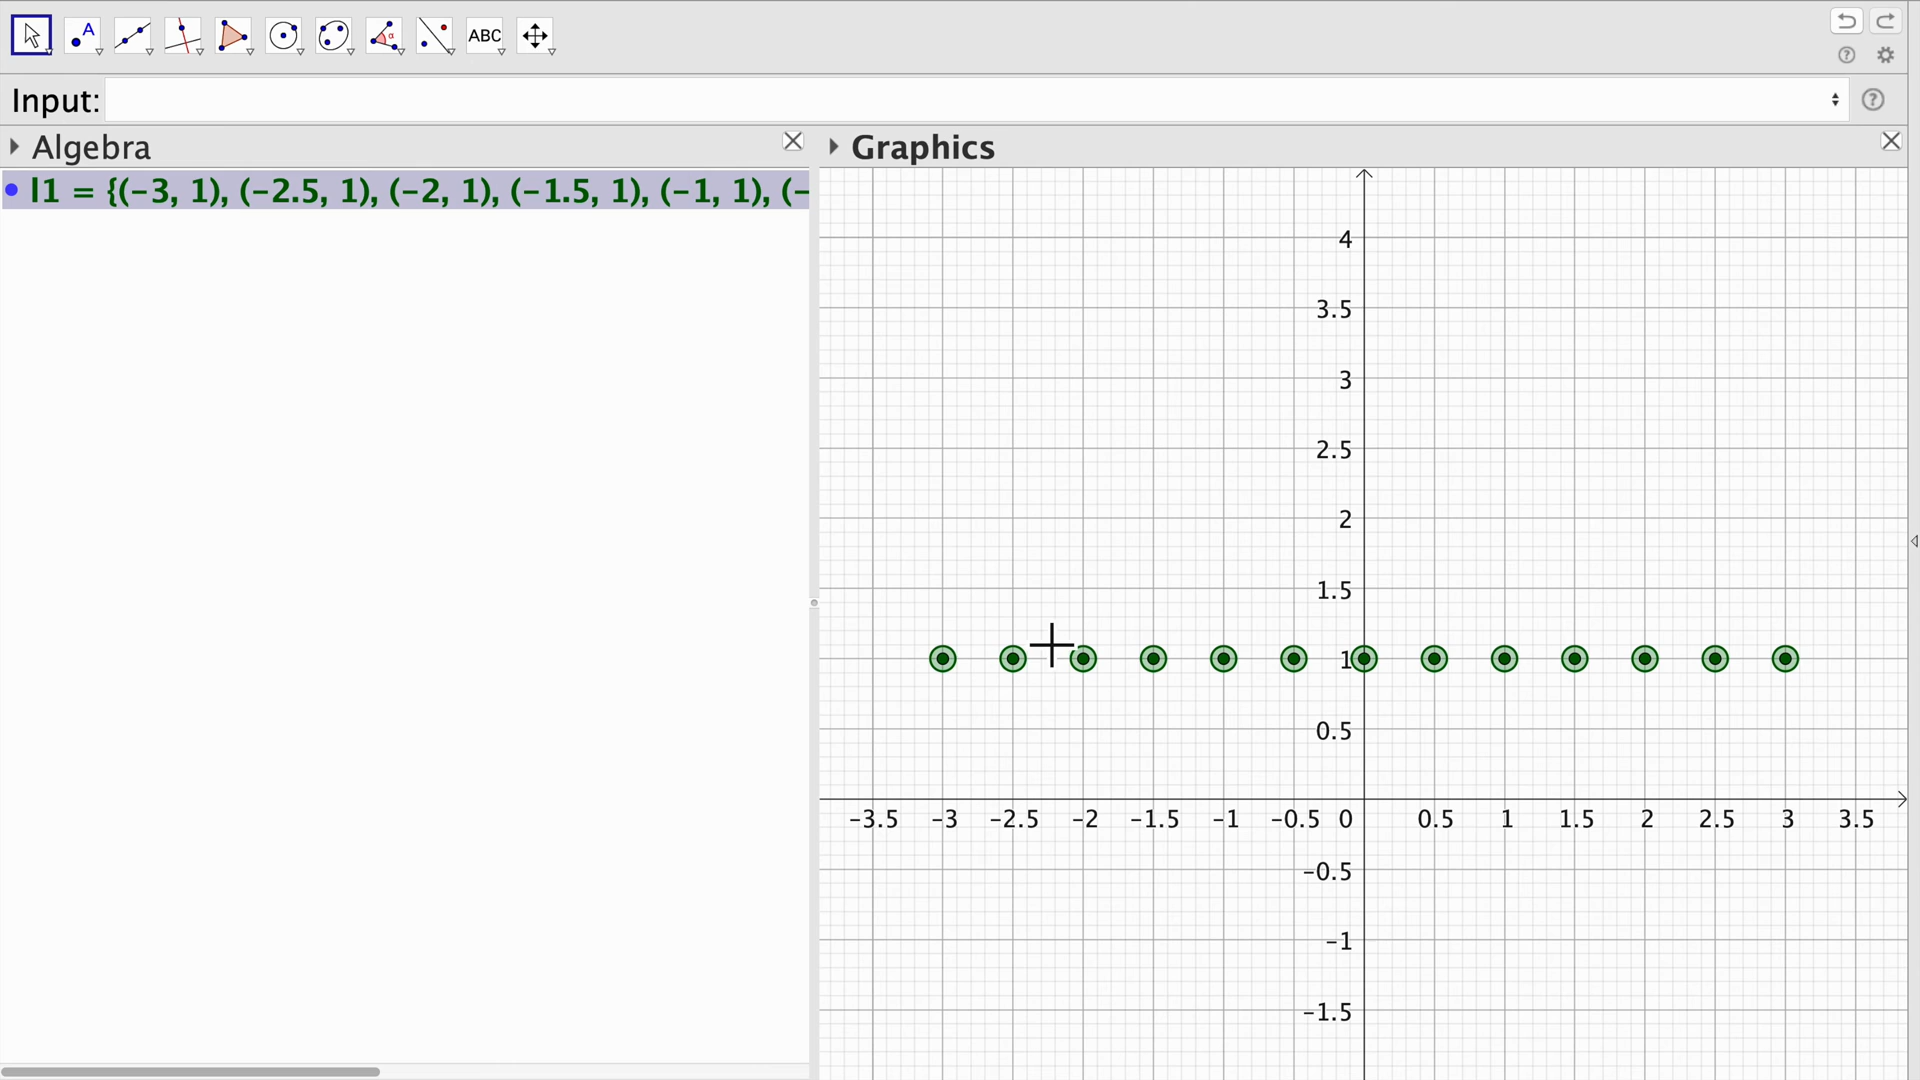 A
α
ABC
Input:
Algebra
Graphics
l1 = {(−3, 1), (−2.5, 1), (−2, 1), (−1.5, 1), (−1, 1), (−
4
3.5
3
2.5
2
1.5
1
0.5
−3.5 −3 −2.5 −2 −1.5 −1 −0.5 0 0.5 1 1.5 2 2.5 3 3.5
−0.5
−1
−1.5